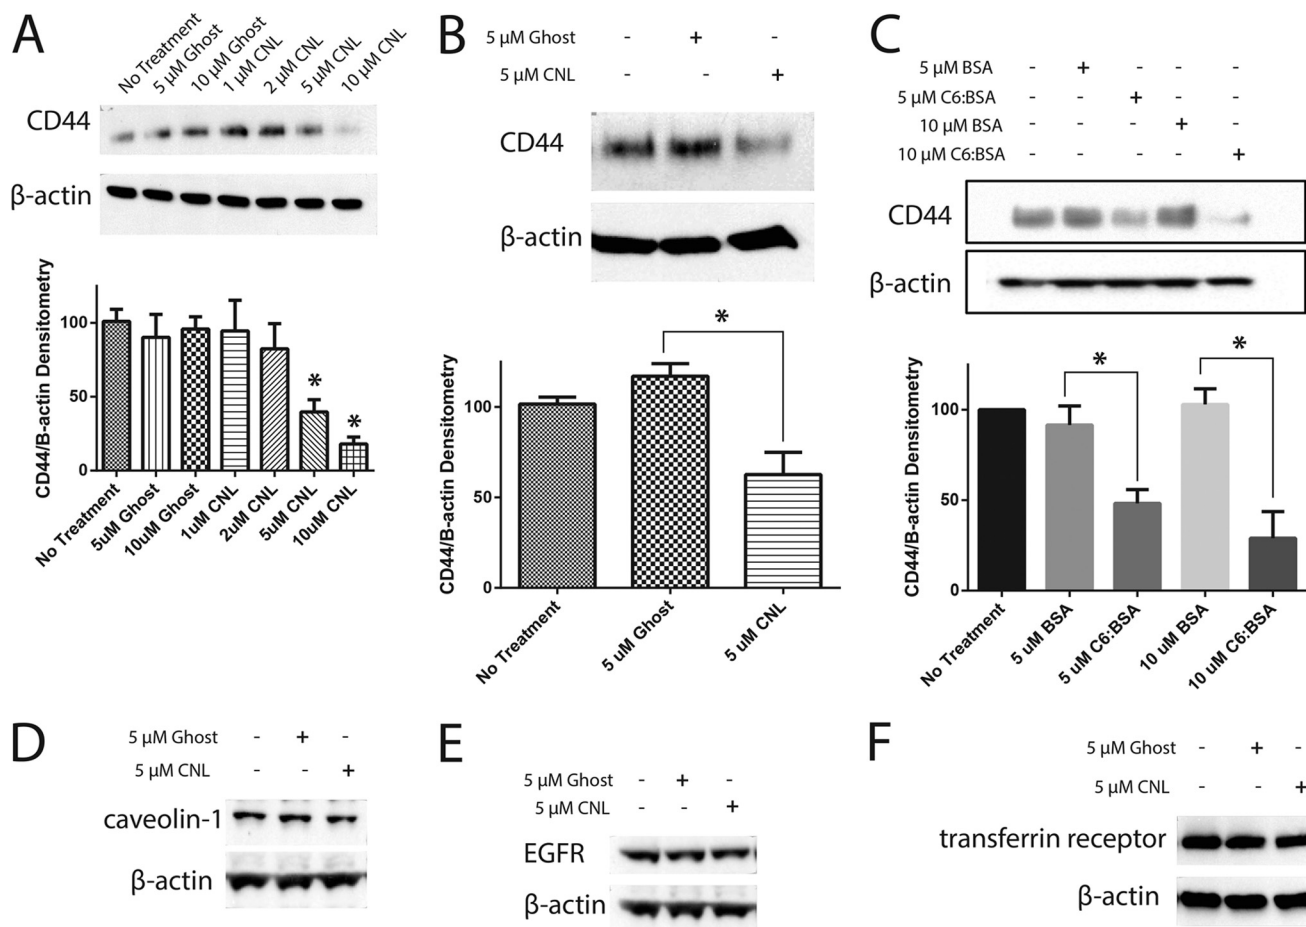 A
No Treatment
5 µM Ghost
10 µM Ghost
1 µM CNL
2 µM CNL
5 µM CNL
10 µM CNL
CD44
β-actin
CD44/B-actin Densitometry
100
50
0
* *
No Treatment
5uM Ghost
10uM Ghost
1uM CNL
2uM CNL
5uM CNL
10uM CNL
B
5 µM Ghost - + -
5 µM CNL - - +
CD44
β-actin
CD44/B-actin Densitometry
100
50
0
*
No Treatment
5 uM Ghost
5 uM CNL
C
5 µM BSA - + - - -
5 µM C6:BSA - - + - -
10 µM BSA - - - + -
10 µM C6:BSA - - - - +
CD44
β-actin
CD44/B-actin Densitometry
100
50
0
* *
No Treatment
5 uM BSA
5 uM C6:BSA
10 uM BSA
10 uM C6:BSA
D
5 µM Ghost - + -
5 µM CNL - - +
caveolin-1
β-actin
E
5 µM Ghost - + -
5 µM CNL - - +
EGFR
β-actin
F
5 µM Ghost - + -
5 µM CNL - - +
transferrin receptor
β-actin